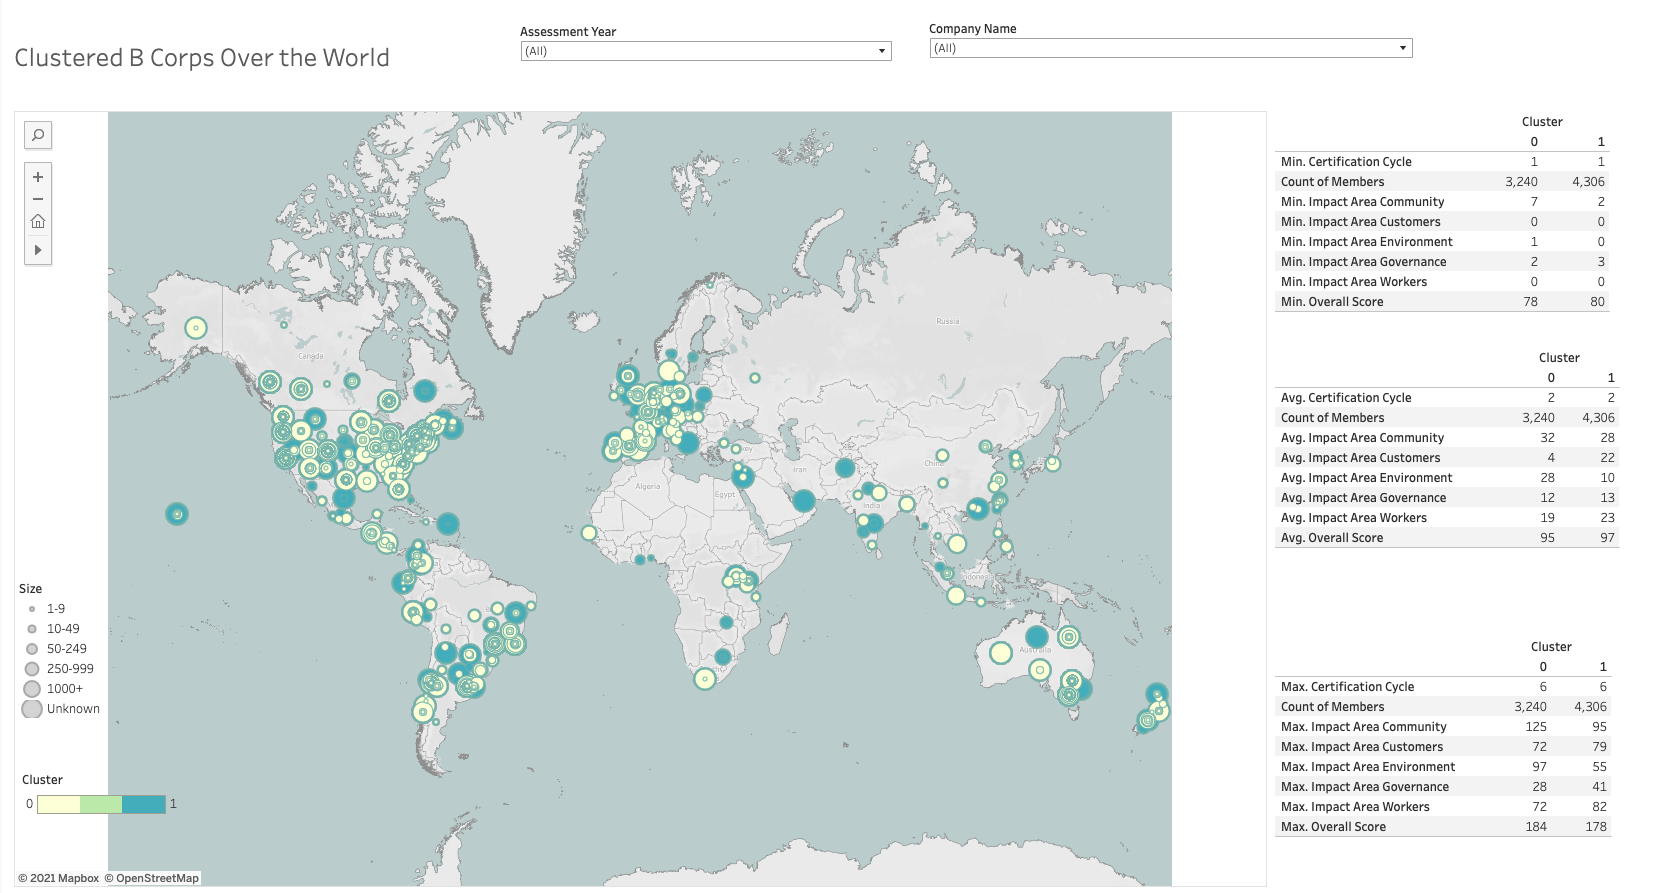 Clustered B Corps Over the World
Assessment Year
(All)
Company Name
(All)
Russia
Canada
Algeria
Egypt
Iran
China
India
Indonesia
Australia
Size
1-9
10-49
50-249
250-999
1000+
Unknown
Cluster
0 1
© 2021 Mapbox © OpenStreetMap
Cluster
0 1
Min. Certification Cycle 1 1
Count of Members 3,240 4,306
Min. Impact Area Community 7 2
Min. Impact Area Customers 0 0
Min. Impact Area Environment 1 0
Min. Impact Area Governance 2 3
Min. Impact Area Workers 0 0
Min. Overall Score 78 80
Cluster
0 1
Avg. Certification Cycle 2 2
Count of Members 3,240 4,306
Avg. Impact Area Community 32 28
Avg. Impact Area Customers 4 22
Avg. Impact Area Environment 28 10
Avg. Impact Area Governance 12 13
Avg. Impact Area Workers 19 23
Avg. Overall Score 95 97
Cluster
0 1
Max. Certification Cycle 6 6
Count of Members 3,240 4,306
Max. Impact Area Community 125 95
Max. Impact Area Customers 72 79
Max. Impact Area Environment 97 55
Max. Impact Area Governance 28 41
Max. Impact Area Workers 72 82
Max. Overall Score 184 178